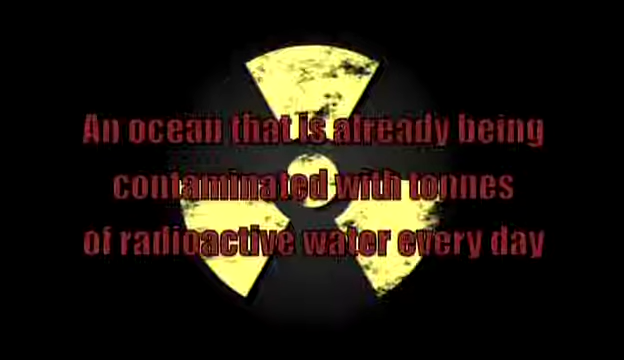 An ocean that is already being
contaminated with tonnes
of radioactive water every day